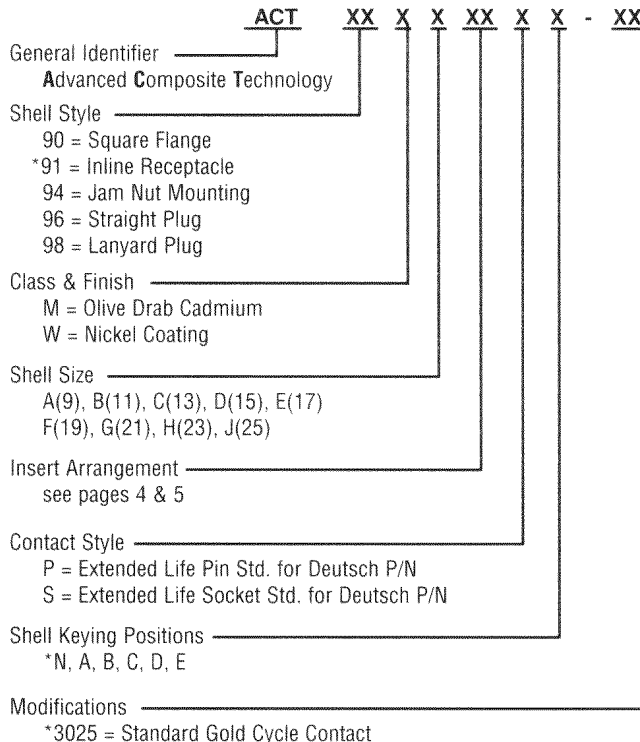 ACT XX X X XX X X - XX
General Identifier
Advanced Composite Technology
Shell Style
90 = Square Flange
*91 = Inline Receptacle
94 = Jam Nut Mounting
96 = Straight Plug
98 = Lanyard Plug
Class & Finish
M = Olive Drab Cadmium
W = Nickel Coating
Shell Size
A(9), B(11), C(13), D(15), E(17)
F(19), G(21), H(23), J(25)
Insert Arrangement
see pages 4 & 5
Contact Style
P = Extended Life Pin Std. for Deutsch P/N
S = Extended Life Socket Std. for Deutsch P/N
Shell Keying Positions
*N, A, B, C, D, E
Modifications
*3025 = Standard Gold Cycle Contact